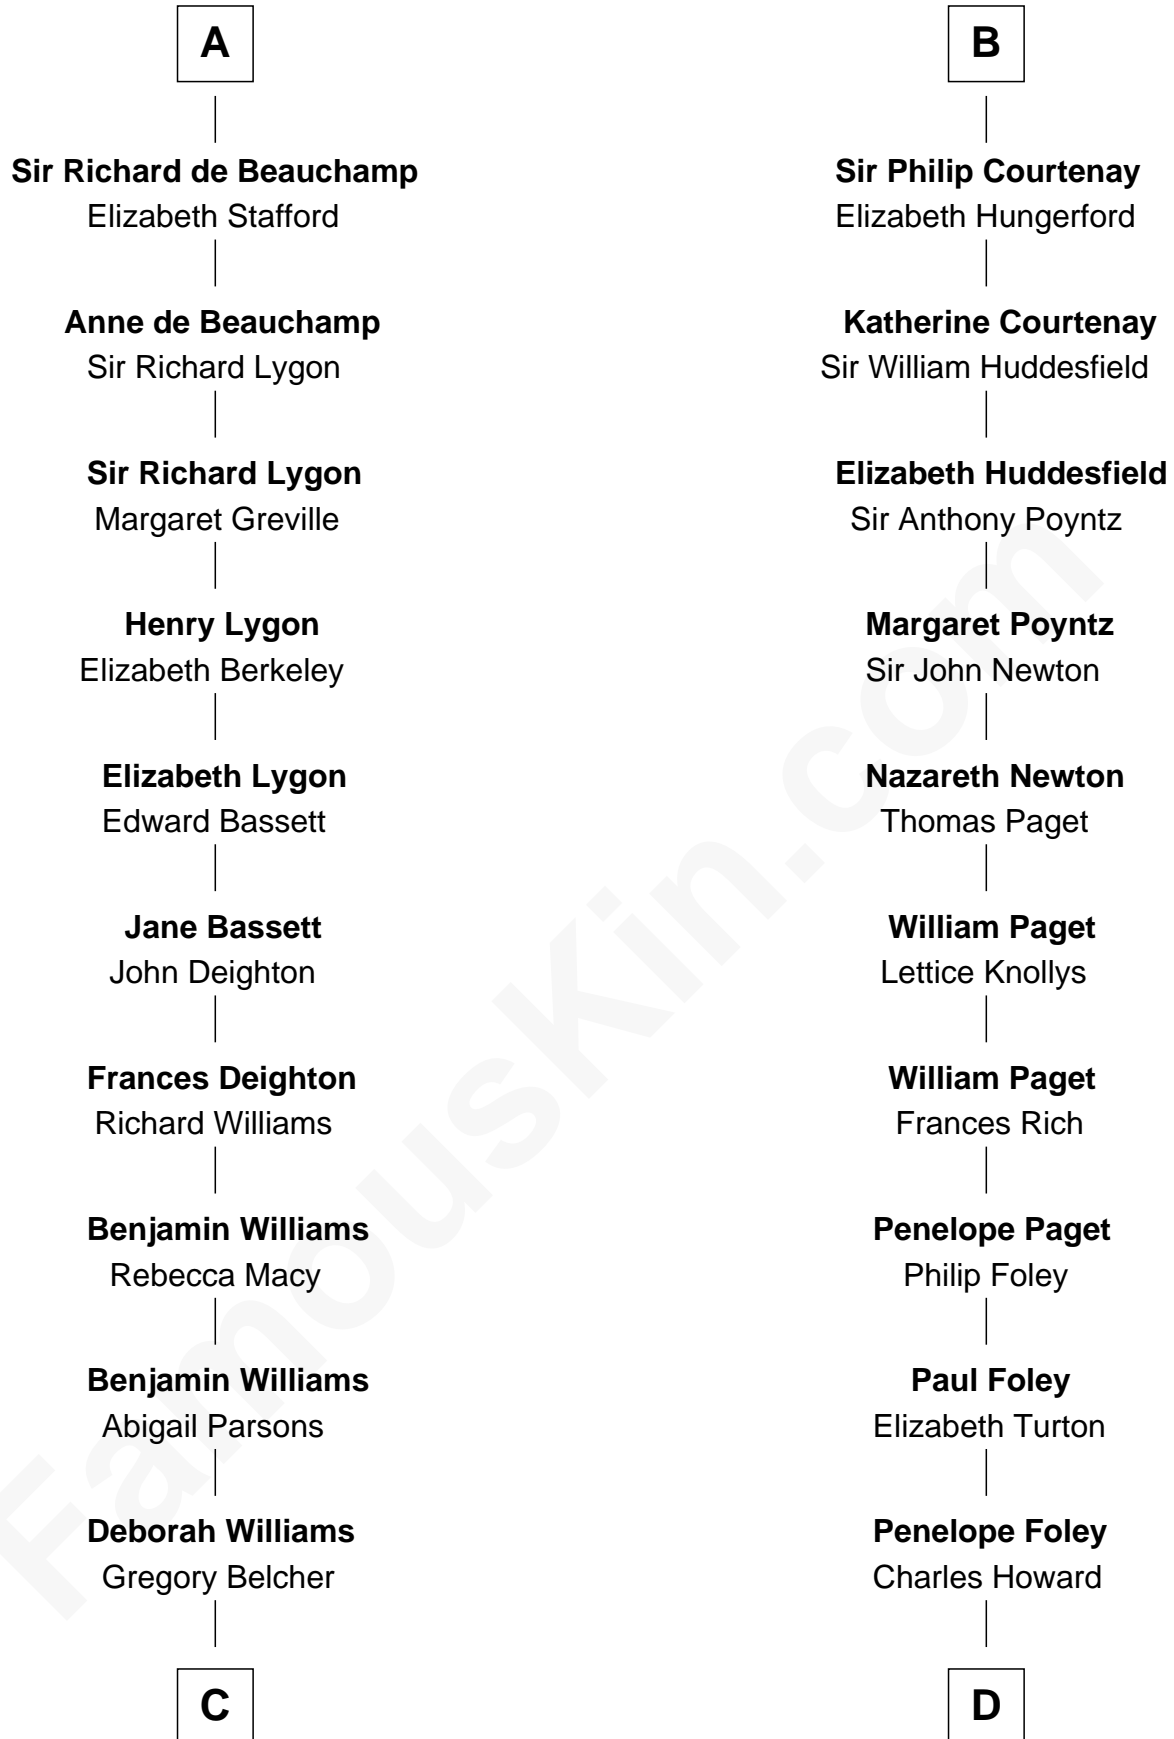 A
Sir Richard de Beauchamp
Elizabeth Stafford
Anne de Beauchamp
Sir Richard Lygon
Sir Richard Lygon
Margaret Greville
Henry Lygon
Elizabeth Berkeley
Elizabeth Lygon
Edward Bassett
Jane Bassett
John Deighton
Frances Deighton
Richard Williams
Benjamin Williams
Rebecca Macy
Benjamin Williams
Abigail Parsons
Deborah Williams
Gregory Belcher
C
B
Sir Philip Courtenay
Elizabeth Hungerford
Katherine Courtenay
Sir William Huddesfield
Elizabeth Huddesfield
Sir Anthony Poyntz
Margaret Poyntz
Sir John Newton
Nazareth Newton
Thomas Paget
William Paget
Lettice Knollys
William Paget
Frances Rich
Penelope Paget
Philip Foley
Paul Foley
Elizabeth Turton
Penelope Foley
Charles Howard
D
FamousKin.com